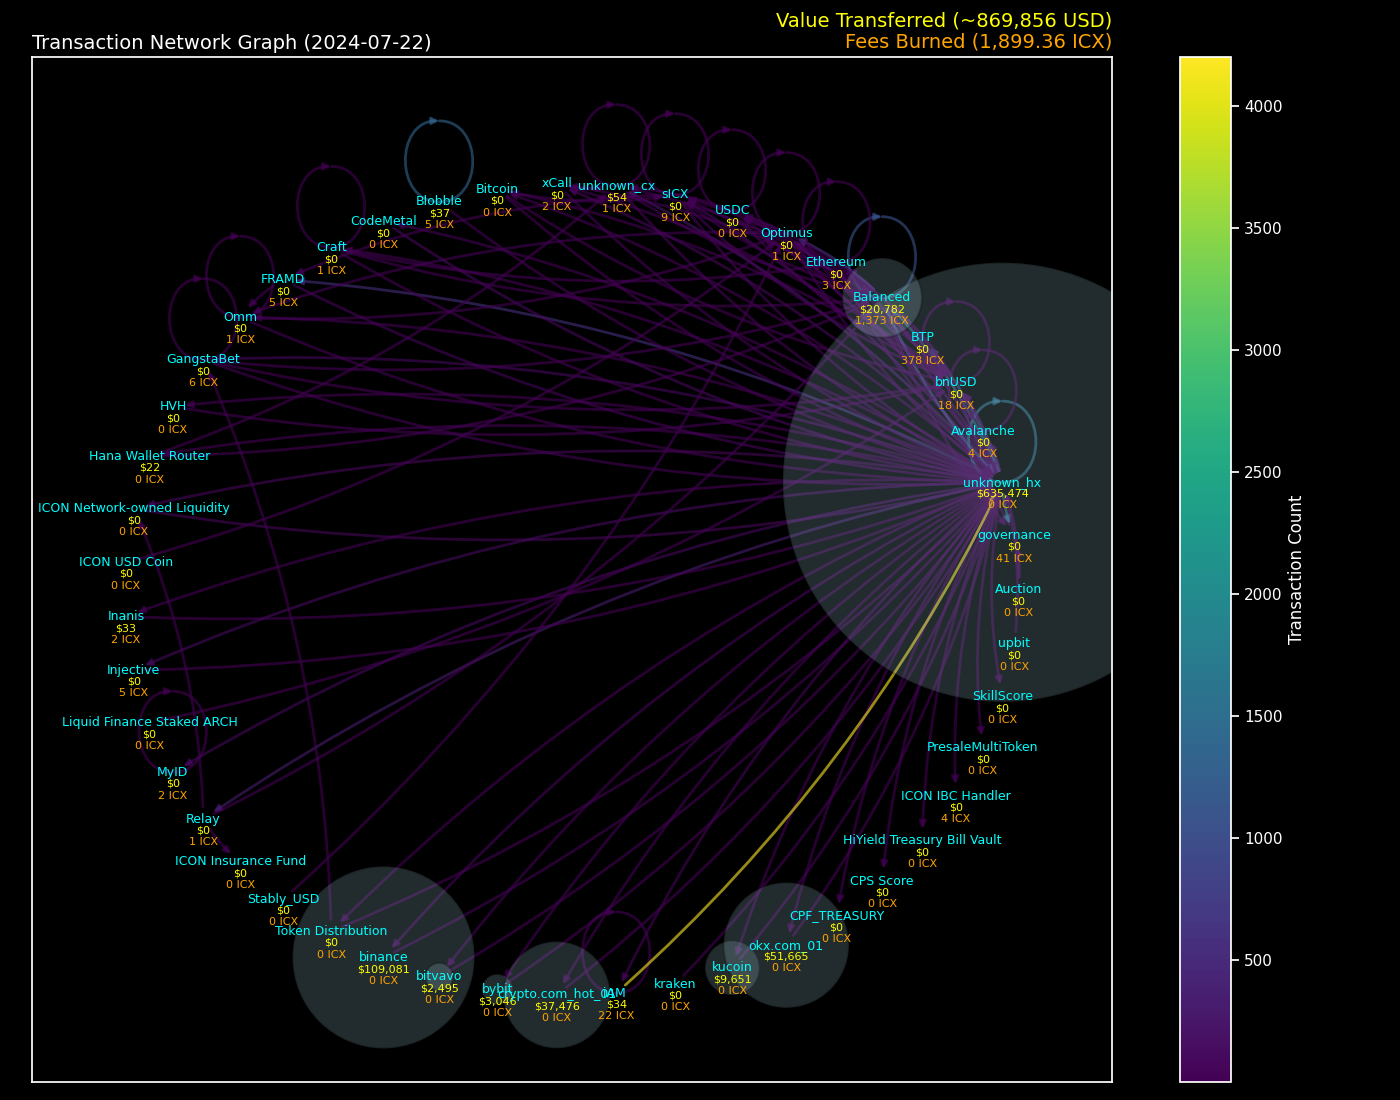 Value Transferred (~869,856 USD)
Transaction Network Graph (2024-07-22)
Fees Burned (1,899.36 ICX)
xCall
$0
2 ICX
unknown_cx
$54
1 ICX
Bitcoin
$0
0 ICX
sICX
$0
9 ICX
Blobble
$37
5 ICX
USDC
$0
0 ICX
CodeMetal
$0
0 ICX
Optimus
$0
1 ICX
Craft
$0
1 ICX
Ethereum
$0
3 ICX
FRAMD
$0
5 ICX
Balanced
$20,782
1,373 ICX
Omm
$0
1 ICX
BTP
$0
378 ICX
GangstaBet
$0
6 ICX
bnUSD
$0
18 ICX
HVH
$0
0 ICX
Avalanche
$0
4 ICX
Hana Wallet Router
$22
0 ICX
unknown_hx
$635,474
0 ICX
ICON Network-owned Liquidity
$0
0 ICX
governance
$0
41 ICX
ICON USD Coin
$0
0 ICX
Auction
$0
0 ICX
Inanis
$33
2 ICX
upbit
$0
0 ICX
Injective
$0
5 ICX
SkillScore
$0
0 ICX
Liquid Finance Staked ARCH
$0
0 ICX
PresaleMultiToken
$0
0 ICX
MyID
$0
2 ICX
ICON IBC Handler
$0
4 ICX
Relay
$0
1 ICX
HiYield Treasury Bill Vault
$0
0 ICX
ICON Insurance Fund
$0
0 ICX
CPS Score
$0
0 ICX
Stably_USD
$0
0 ICX
CPF_TREASURY
$0
0 ICX
Token Distribution
$0
0 ICX
okx.com_01
$51,665
0 ICX
binance
$109,081
0 ICX
kucoin
$9,651
0 ICX
bitvavo
$2,495
0 ICX
kraken
$0
0 ICX
bybit
$3,046
0 ICX
crypto.com_hot_01
$37,476
0 ICX
IAM
$34
22 ICX
4000
3500
3000
2500
2000
1500
1000
500
Transaction Count